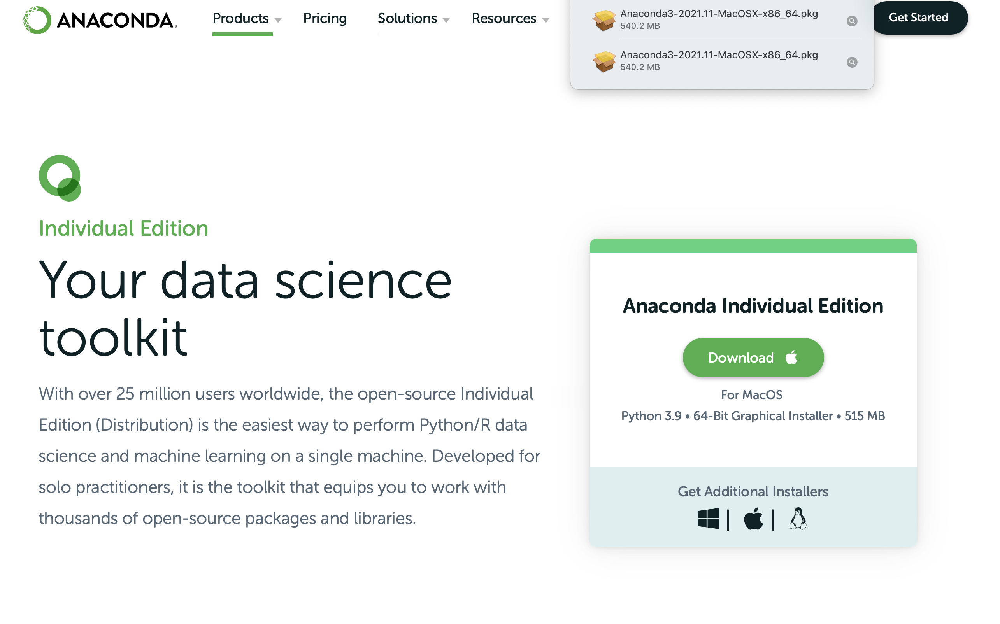 ANACONDA®
Products
Pricing
Solutions
Resources
Anaconda3-2021.11-MacOSX-x86_64.pkg
540.2 MB
Anaconda3-2021.11-MacOSX-x86_64.pkg
540.2 MB
Get Started
Individual Edition
Your data science
toolkit
With over 25 million users worldwide, the open-source Individual
Edition (Distribution) is the easiest way to perform Python/R data
science and machine learning on a single machine. Developed for
solo practitioners, it is the toolkit that equips you to work with
thousands of open-source packages and libraries.
Anaconda Individual Edition
Download
For MacOS
Python 3.9 • 64-Bit Graphical Installer • 515 MB
Get Additional Installers